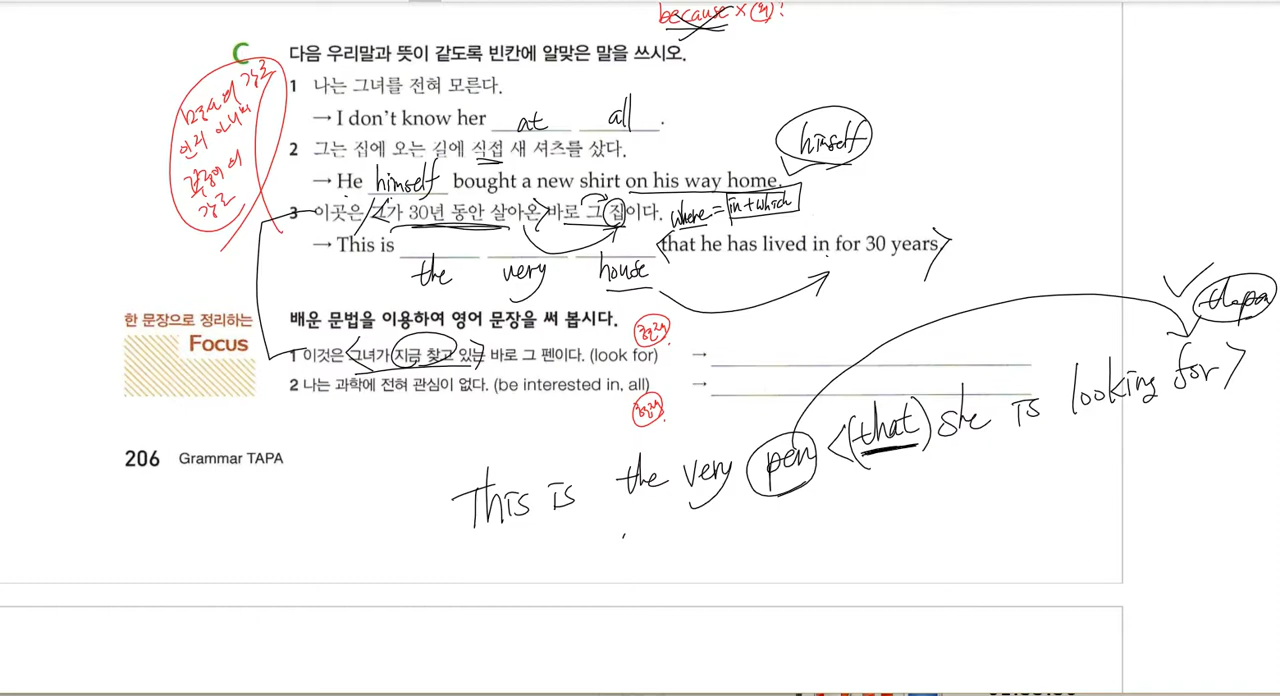 because × (왜)?
C 다음 우리말과 뜻이 같도록 빈칸에 알맞은 말을 쓰시오.
1 나는 그녀를 전혀 모른다.
→ I don't know her at all .
2 그는 집에 오는 길에 직접 새 셔츠를 샀다.
himself
→ He himself bought a new shirt on his way home.
3 이곳은 그가 30년 동안 살아온 바로 그 집이다.
where = in + which
→ This is the very house that he has lived in for 30 years
한 문장으로 정리하는
Focus
배운 문법을 이용하여 영어 문장을 써 봅시다.
1 이것은 그녀가 지금 찾고 있는 바로 그 펜이다. (look for) →
현재
2 나는 과학에 전혀 관심이 없다. (be interested in, all) →
현재
the pen
This is the very pen <(that) she is looking for>
206 Grammar TAPA